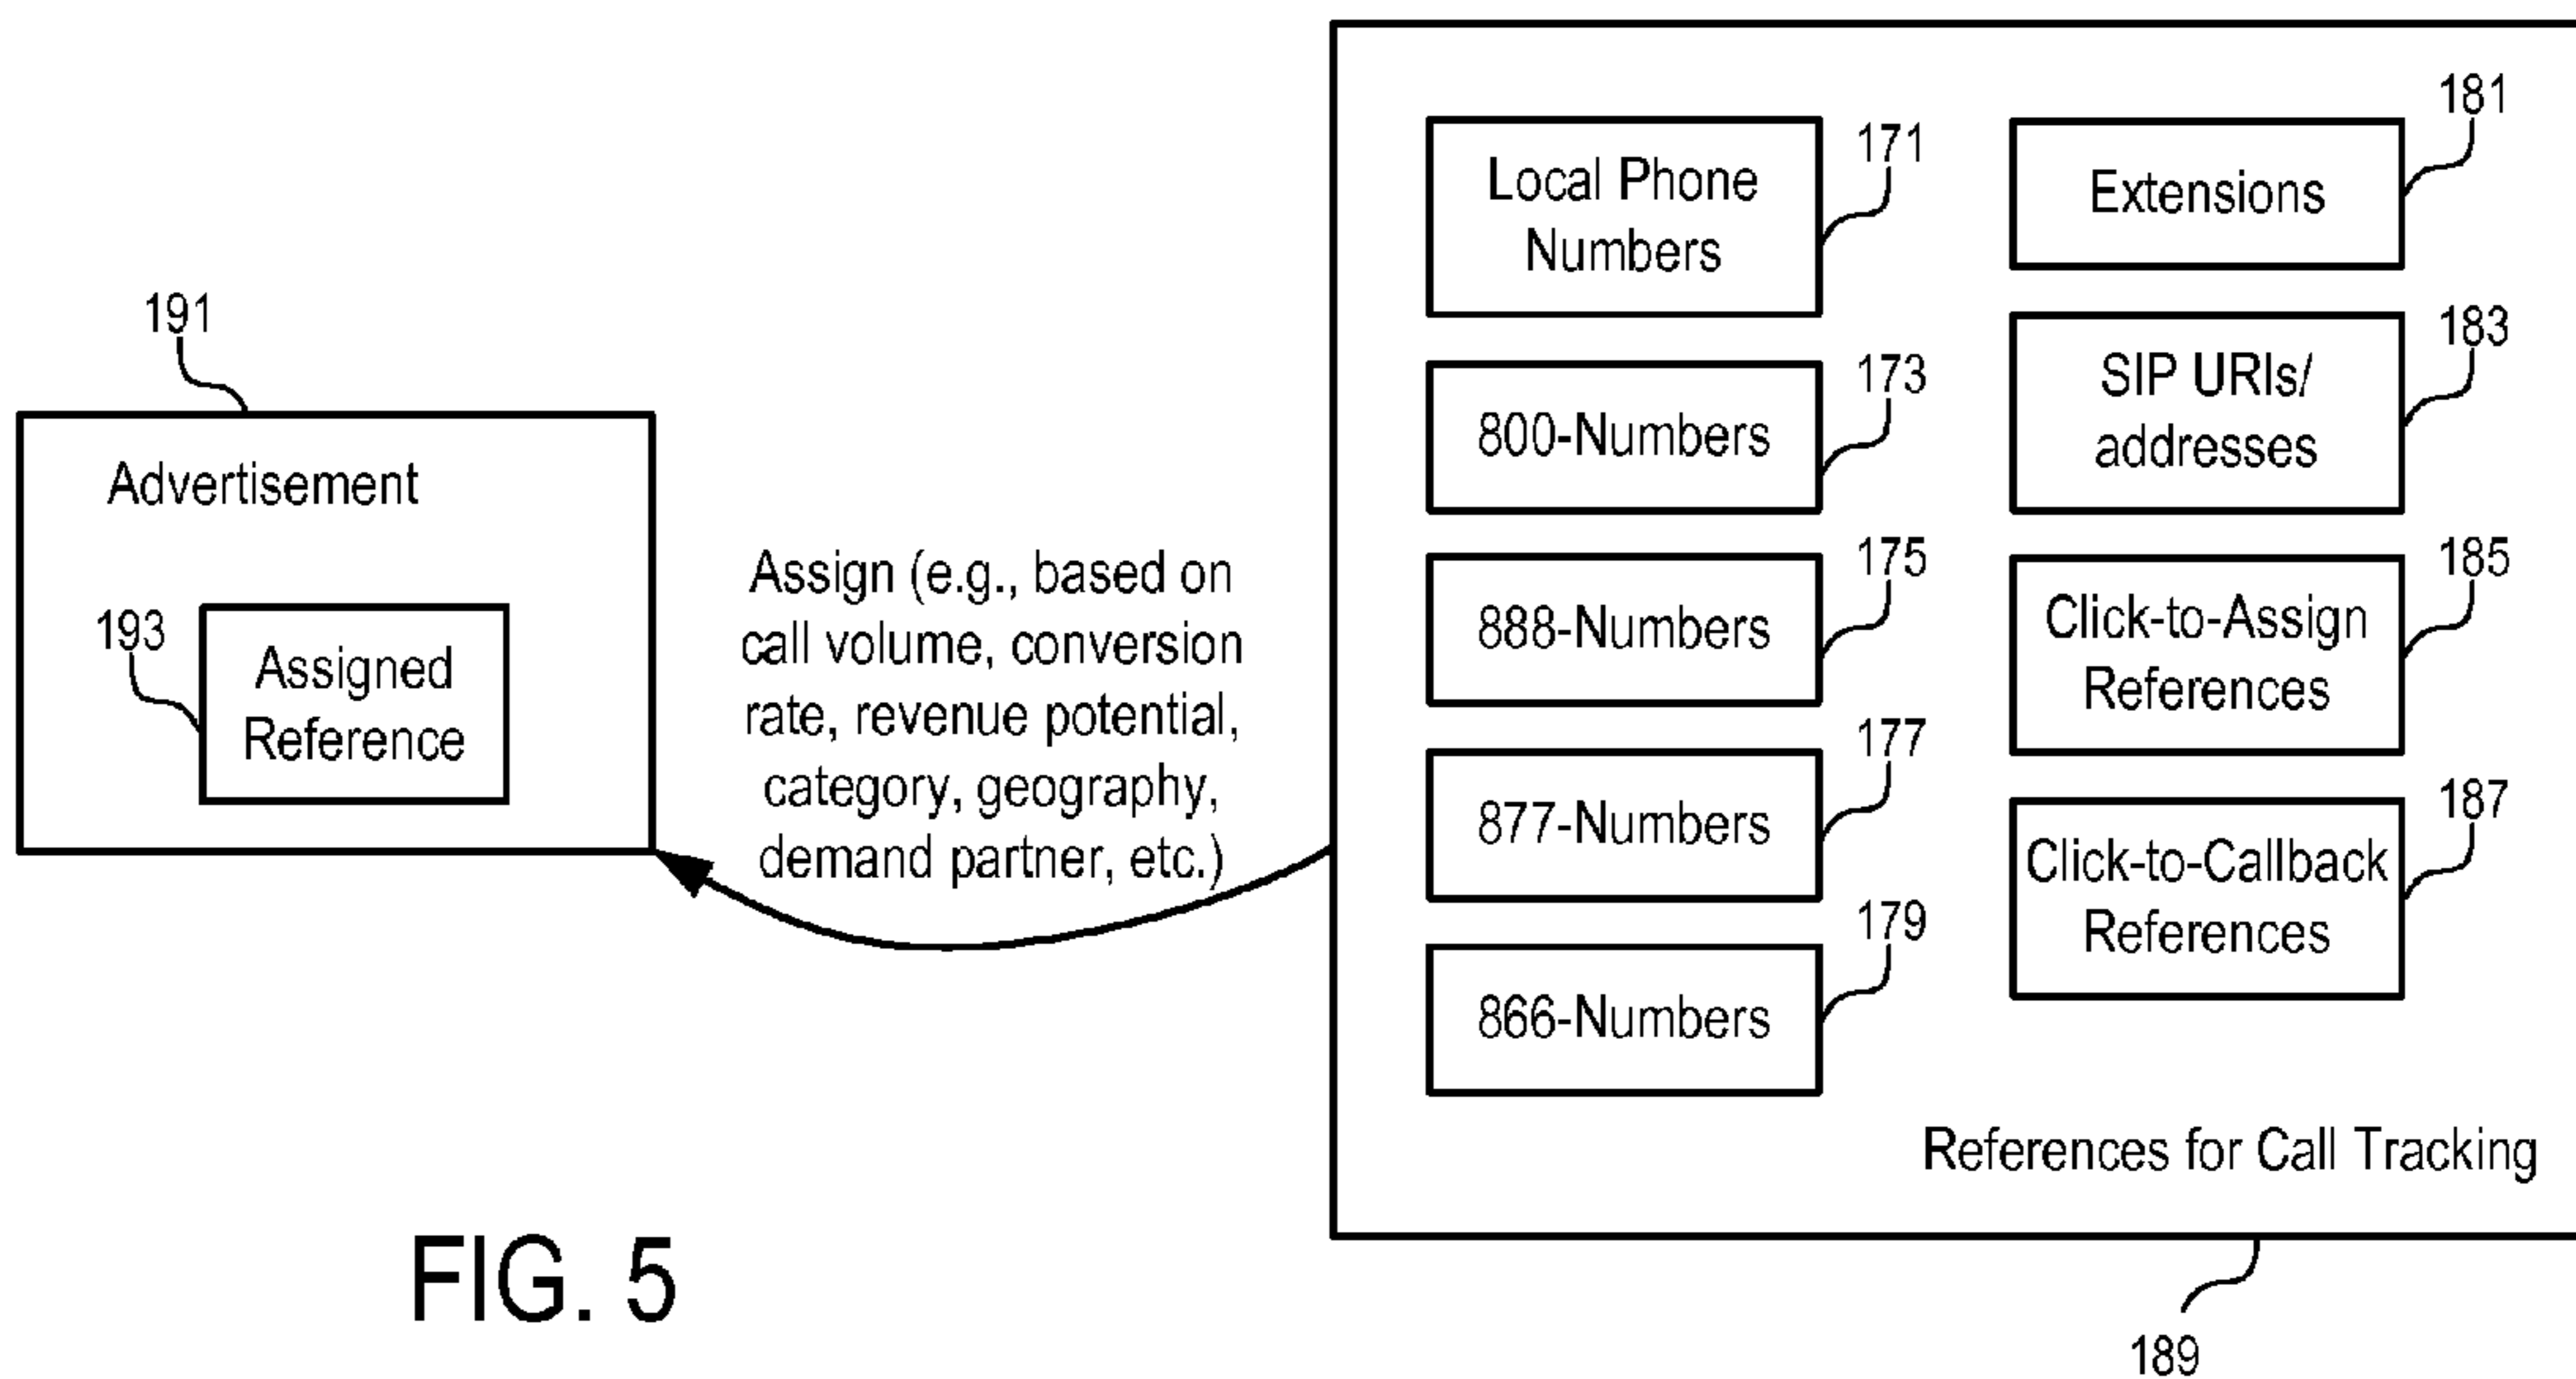 191
Advertisement
193
Assigned
Reference
Assign (e.g., based on
call volume, conversion
rate, revenue potential,
category, geography,
demand partner, etc.)
171
Local Phone
Numbers
173
800-Numbers
175
888-Numbers
177
877-Numbers
179
866-Numbers
181
Extensions
183
SIP URIs/
addresses
185
Click-to-Assign
References
187
Click-to-Callback
References
References for Call Tracking
189
FIG. 5